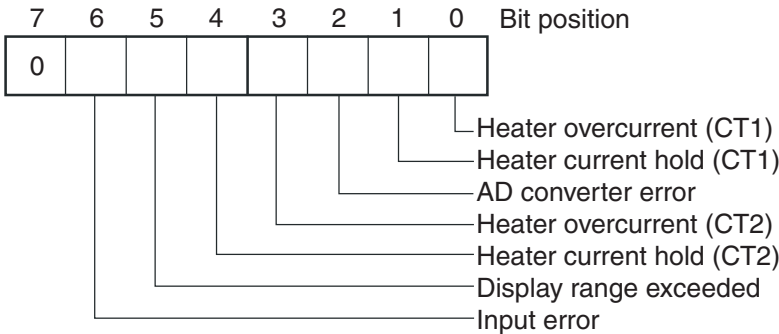 7 6 5 4 3 2 1 0 Bit position
0
Heater overcurrent (CT1)
Heater current hold (CT1)
AD converter error
Heater overcurrent (CT2)
Heater current hold (CT2)
Display range exceeded
Input error